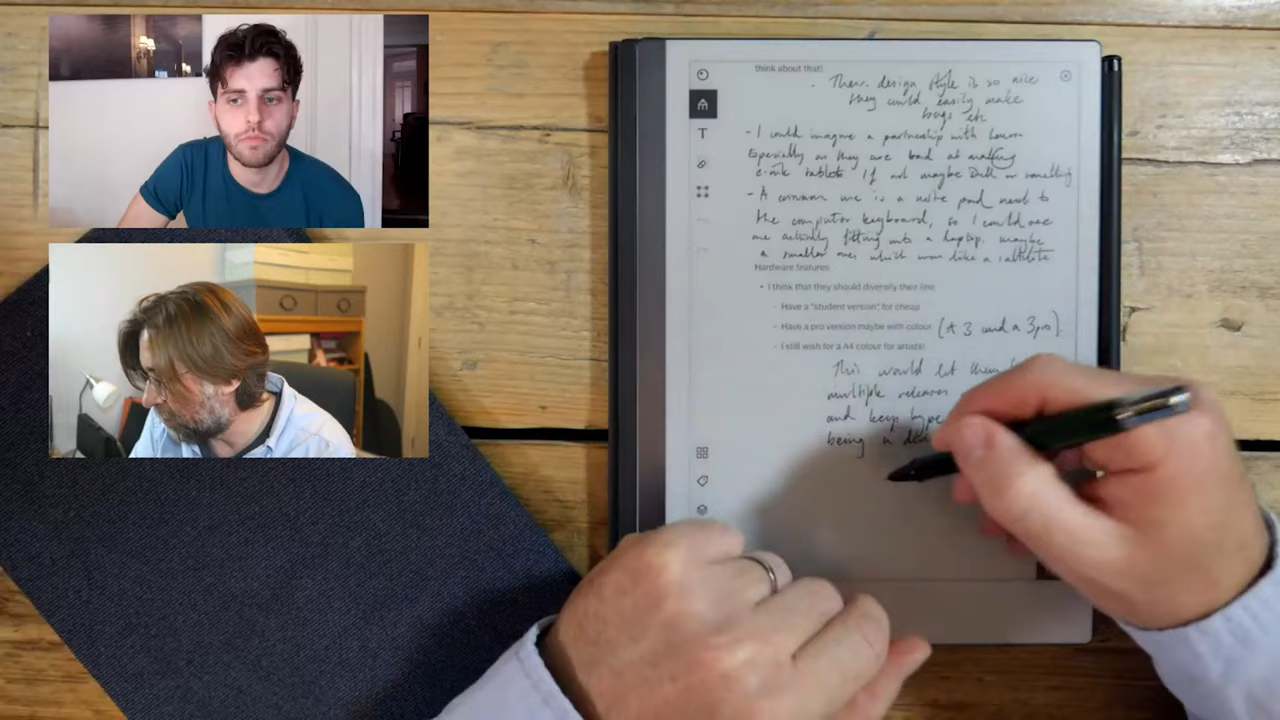 think about that!
- Their design style is so nice
they could easily make
bags etc
- I could imagine a partnership with
Especially as they are bad at making
e-ink tablets if not maybe Dell or something
- A common use is a note pad next to
the computer keyboard, so I could see
one actually fitting into a laptop. maybe
a smaller ones which was like a
Hardware features
• I think that they should diversify their line
- Have a "student version" for cheap
- Have a pro version maybe with colour (A 3 and a 3pro).
- I still wish for a A4 colour for artists!
This would let them
multiple releases
and keep hype
being a
T